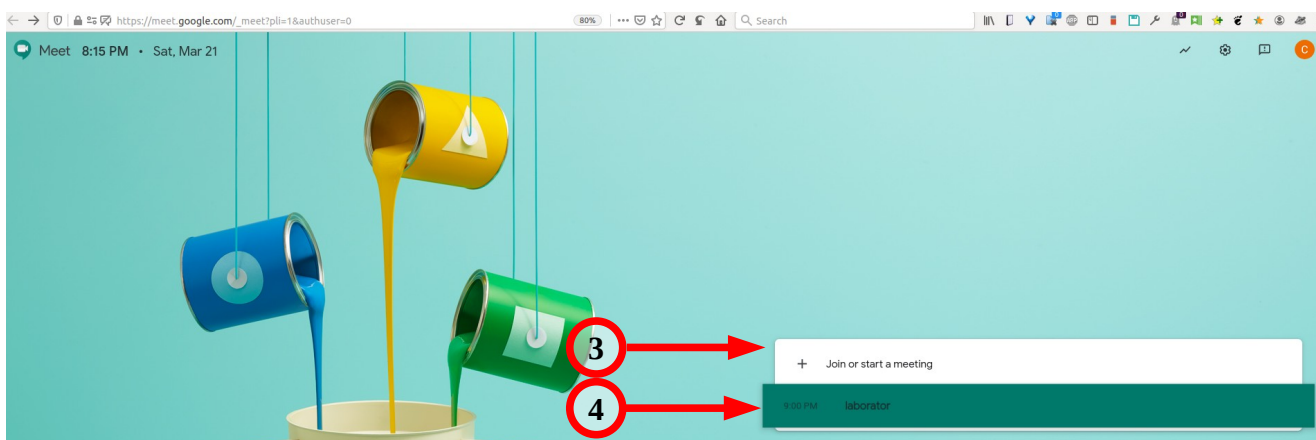 https://meet.google.com/_meet?pli=1&authuser=0 80% Search
Meet 8:15 PM • Sat, Mar 21
C
3
+ Join or start a meeting
4
9:00 PM laborator